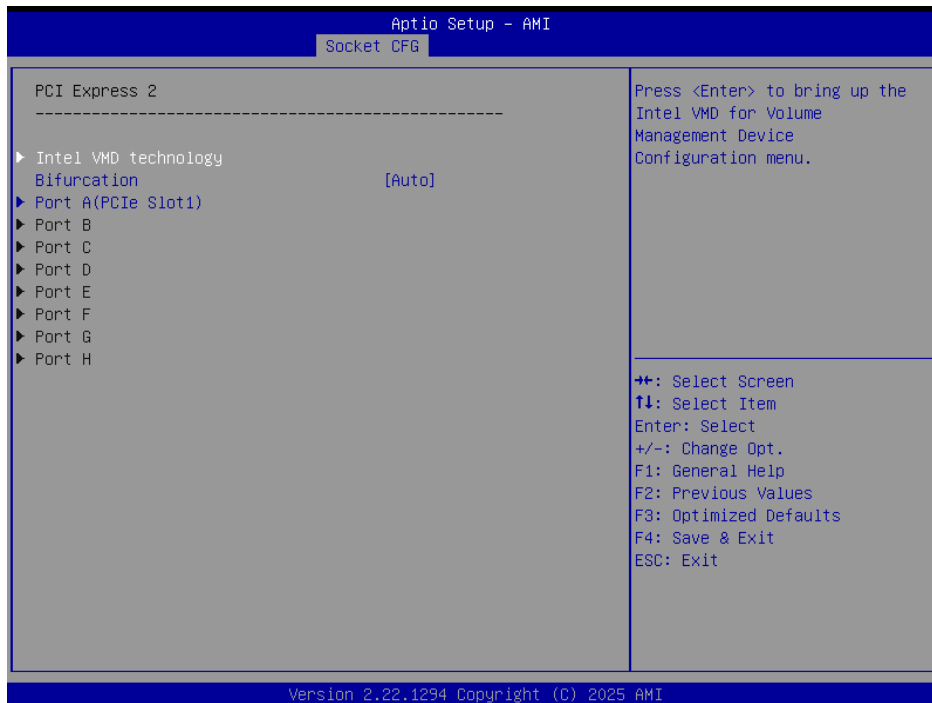 Aptio Setup - AMI
Socket CFG
PCI Express 2
--------------------------------------------------
Intel VMD technology
Bifurcation [Auto]
Port A(PCIe Slot1)
Port B
Port C
Port D
Port E
Port F
Port G
Port H
Press <Enter> to bring up the
Intel VMD for Volume
Management Device
Configuration menu.
→←: Select Screen
↑↓: Select Item
Enter: Select
+/-: Change Opt.
F1: General Help
F2: Previous Values
F3: Optimized Defaults
F4: Save & Exit
ESC: Exit
Version 2.22.1294 Copyright (C) 2025 AMI